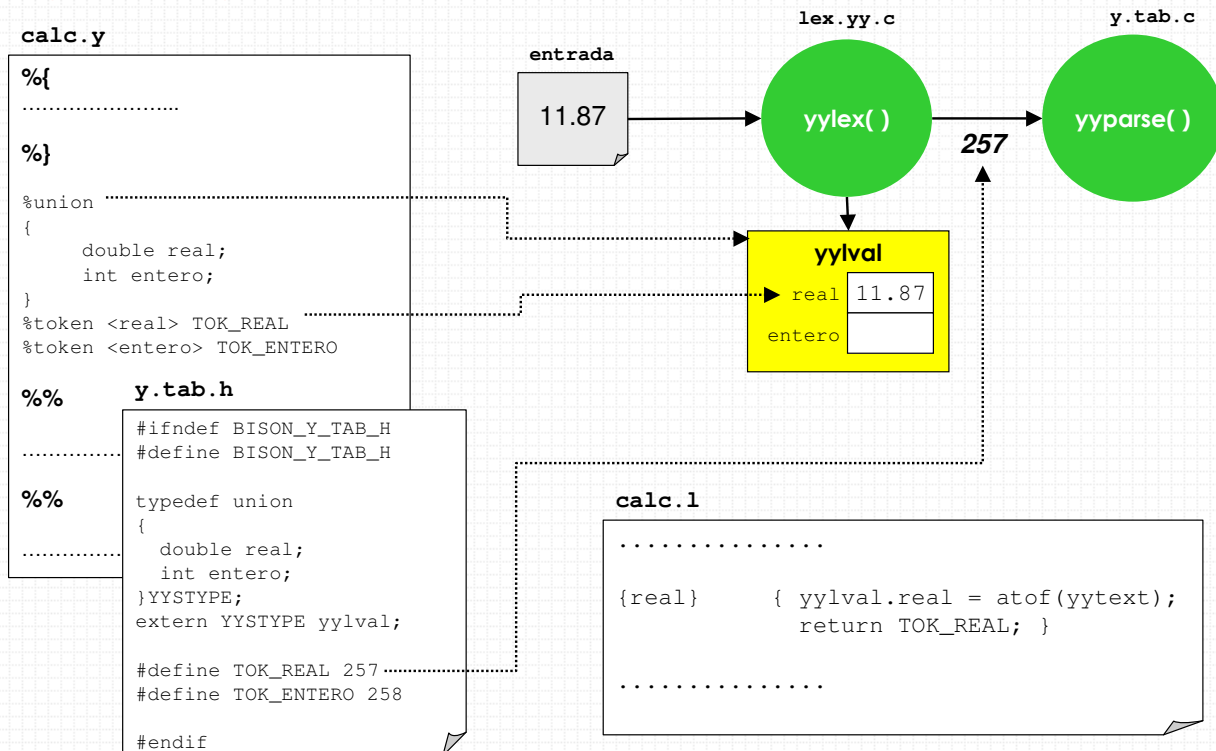 calc.y
%{
.......................
%}
%union
{
double real;
int entero;
}
%token <real> TOK_REAL
%token <entero> TOK_ENTERO
%%
...............
%%
...............
y.tab.h
#ifndef BISON_Y_TAB_H
#define BISON_Y_TAB_H
typedef union
{
double real;
int entero;
}YYSTYPE;
extern YYSTYPE yylval;
#define TOK_REAL 257
#define TOK_ENTERO 258
#endif
entrada
11.87
lex.yy.c
yylex( )
257
y.tab.c
yyparse( )
yylval
real 11.87
entero
calc.l
...............
{real} { yylval.real = atof(yytext);
return TOK_REAL; }
...............